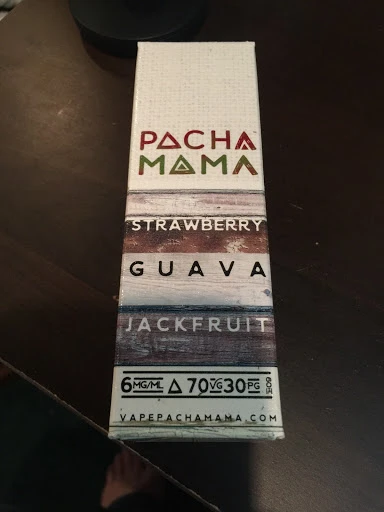 PACHA
MAMA
STRAWBERRY
GUAVA
JACKFRUIT
6MG/ML △ 70VG30PG
VAPEPACHAMAMA.COM